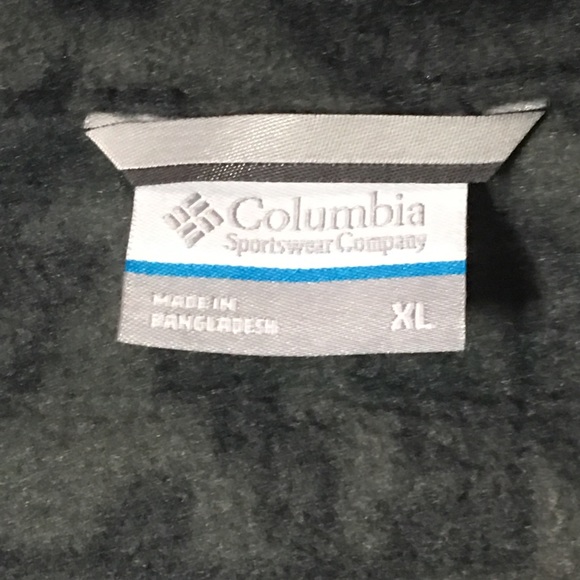 Columbia
Sportswear Company
MADE IN
BANGLADESH
XL